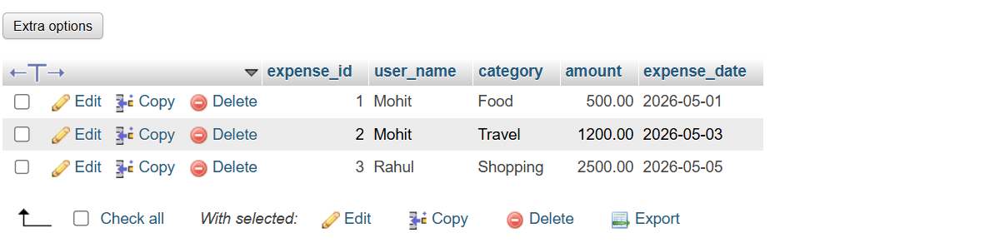 Extra options
expense_id user_name category amount expense_date
Edit Copy Delete 1 Mohit Food 500.00 2026-05-01
Edit Copy Delete 2 Mohit Travel 1200.00 2026-05-03
Edit Copy Delete 3 Rahul Shopping 2500.00 2026-05-05
Check all With selected: Edit Copy Delete Export